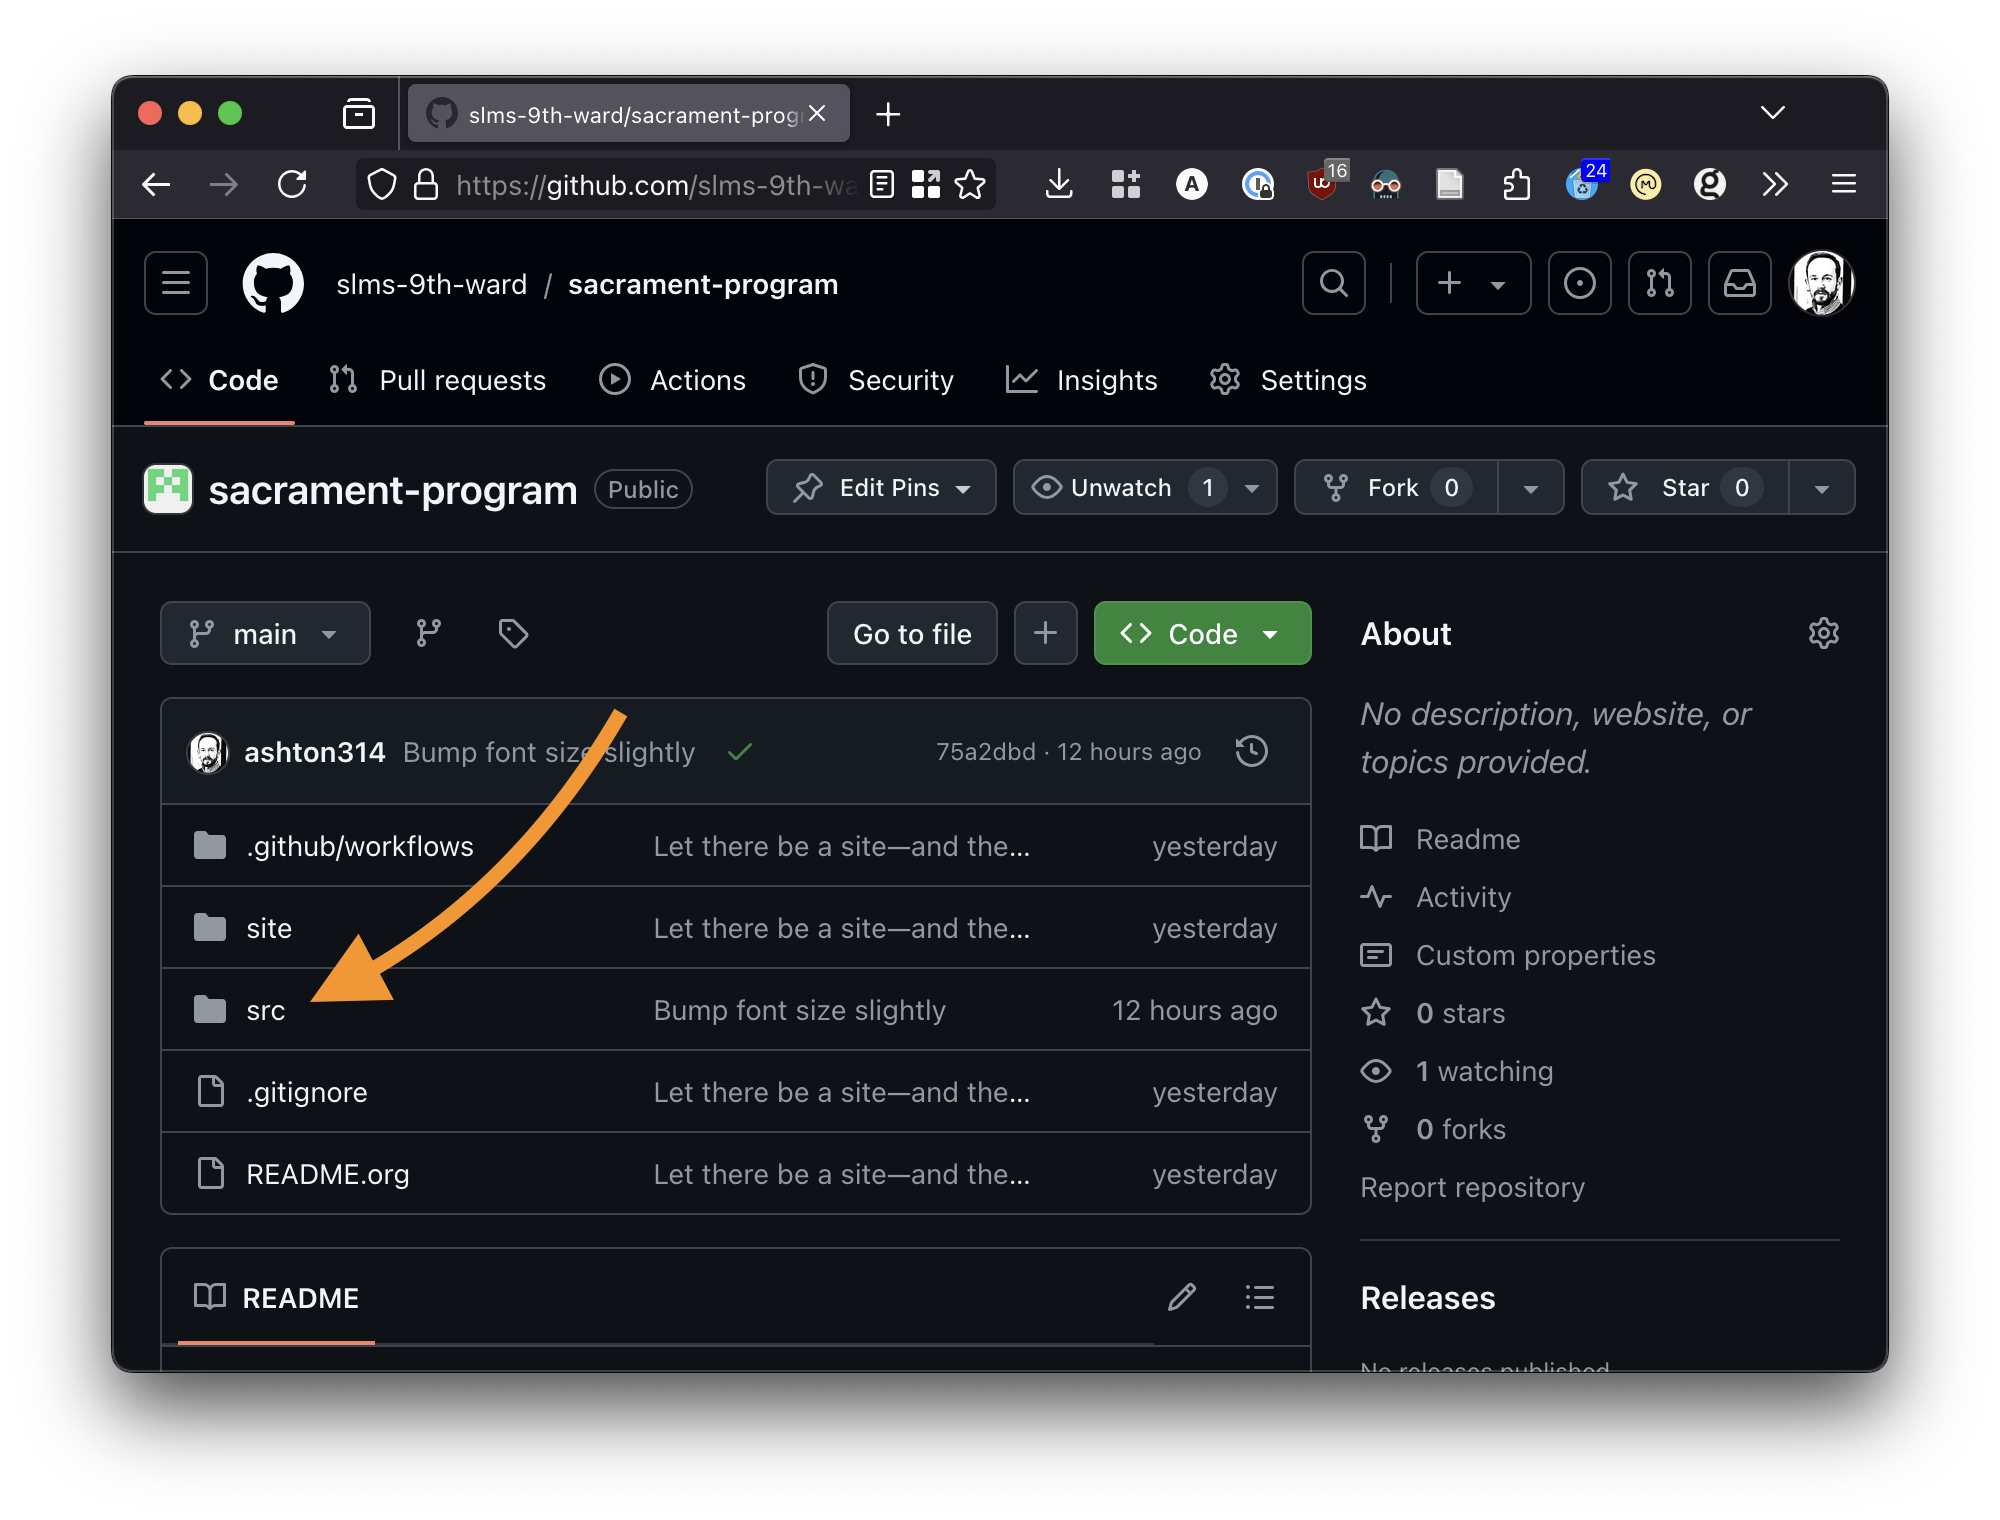 slms-9th-ward/sacrament-prog
https://github.com/slms-9th-wa
16
24
slms-9th-ward / sacrament-program
Code
Pull requests
Actions
Security
Insights
Settings
sacrament-program
Public
Edit Pins
Unwatch 1
Fork 0
Star 0
main
Go to file
Code
ashton314 Bump font size slightly
75a2dbd · 12 hours ago
.github/workflows Let there be a site—and the... yesterday
site Let there be a site—and the... yesterday
src Bump font size slightly 12 hours ago
.gitignore Let there be a site—and the... yesterday
README.org Let there be a site—and the... yesterday
README
About
No description, website, or
topics provided.
Readme
Activity
Custom properties
0 stars
1 watching
0 forks
Report repository
Releases
No releases published